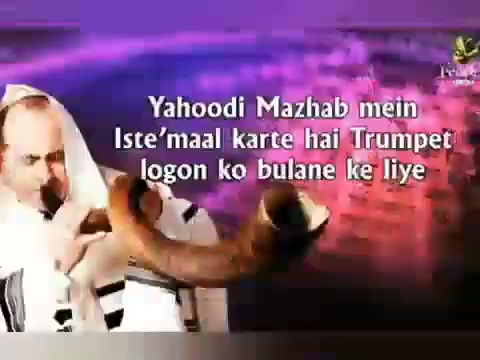 Yahoodi Mazhab mein
Iste'maal karte hai Trumpet
logon ko bulane ke liye